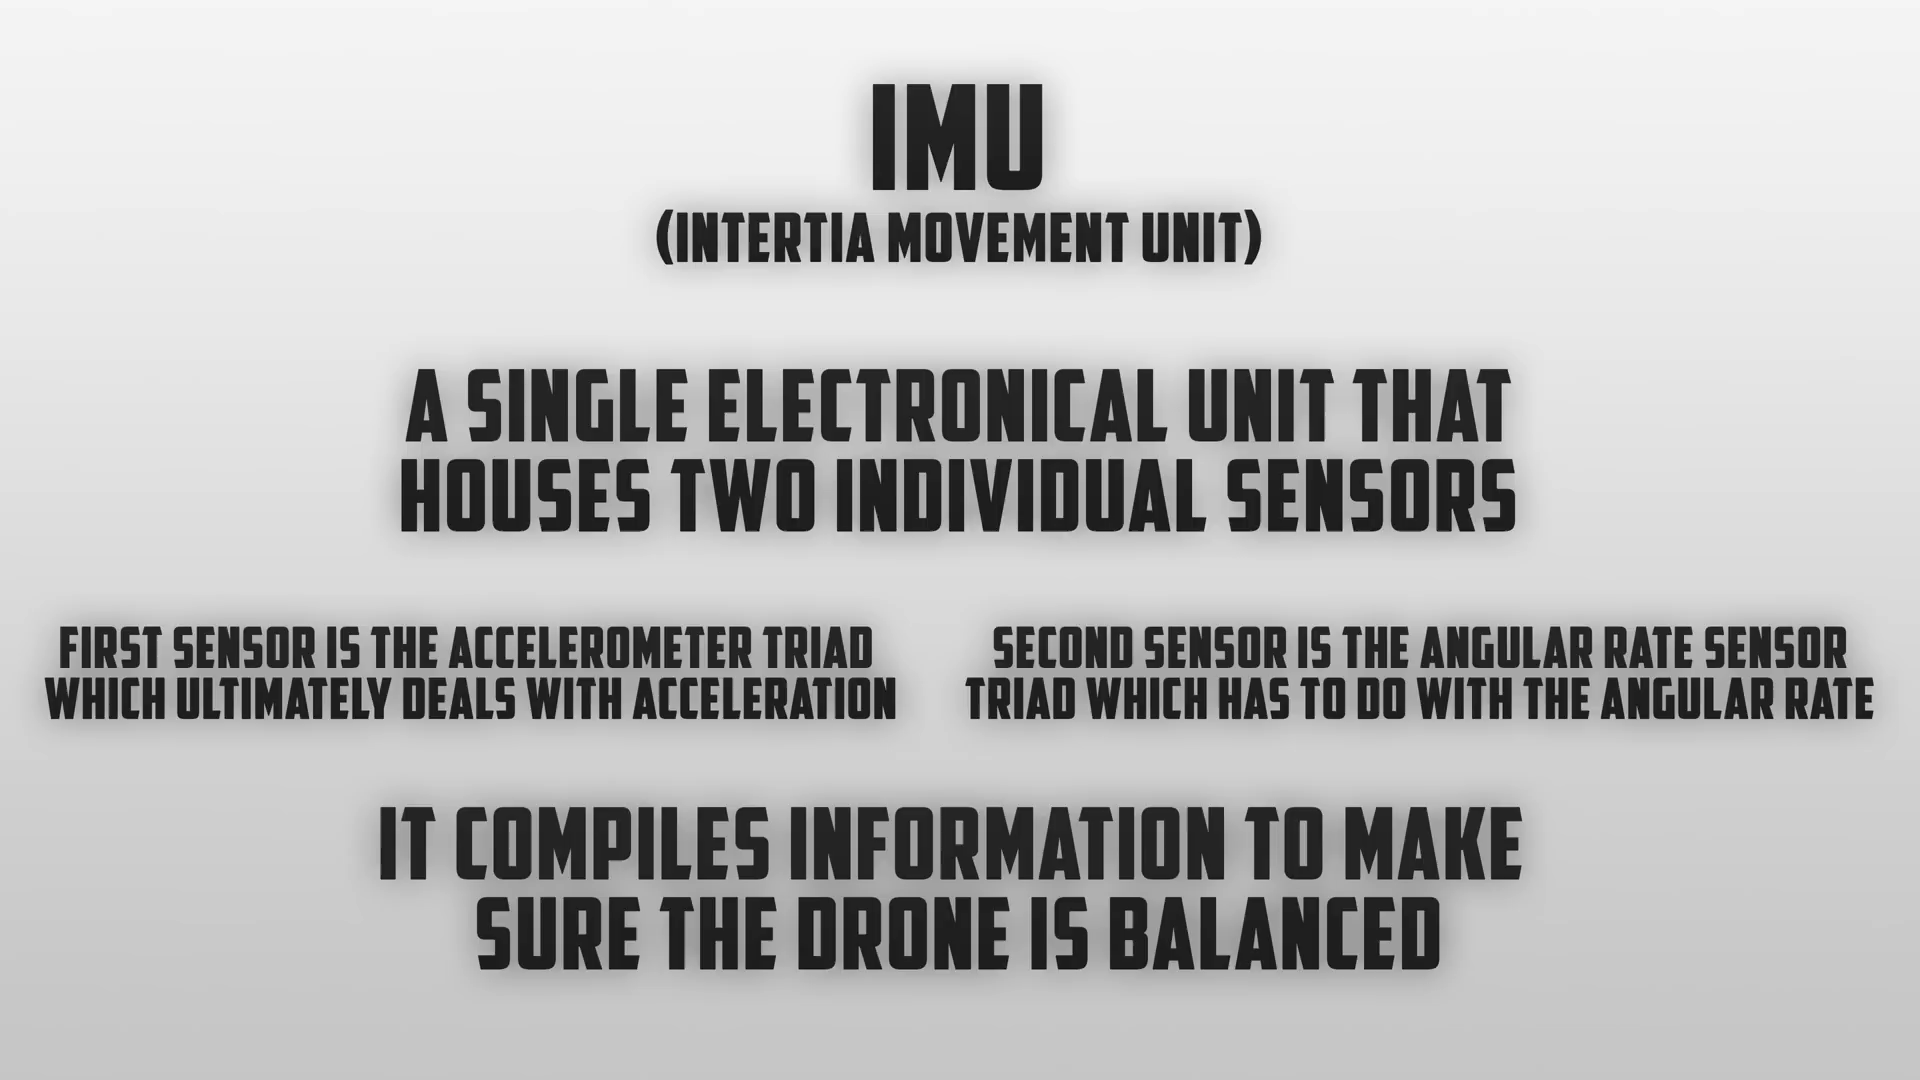 IMU
(INTERTIA MOVEMENT UNIT)
A SINGLE ELECTRONICAL UNIT THAT
HOUSES TWO INDIVIDUAL SENSORS
FIRST SENSOR IS THE ACCELEROMETER TRIAD
WHICH ULTIMATELY DEALS WITH ACCELERATION
SECOND SENSOR IS THE ANGULAR RATE SENSOR
TRIAD WHICH HAS TO DO WITH THE ANGULAR RATE
IT COMPILES INFORMATION TO MAKE
SURE THE DRONE IS BALANCED